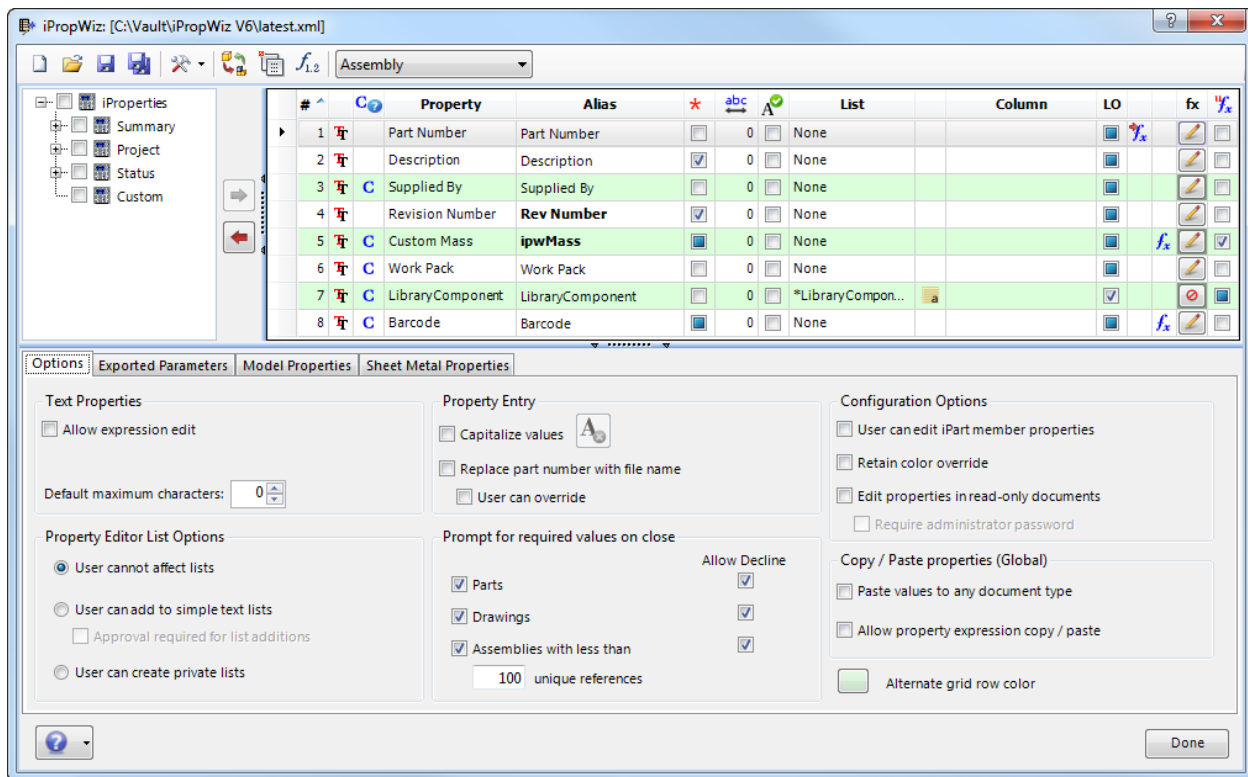 iPropWiz: [C:\Vault\iPropWiz V6\latest.xml]
Assembly
iProperties
Summary
Project
Status
Custom
# Property Alias * abc List Column LO fx fx
1 Part Number Part Number 0 None
2 Description Description 0 None
3 C Supplied By Supplied By 0 None
4 Revision Number Rev Number 0 None
5 C Custom Mass ipwMass 0 None fx
6 C Work Pack Work Pack 0 None
7 C LibraryComponent LibraryComponent 0 *LibraryCompon... a
8 C Barcode Barcode 0 None fx
Options Exported Parameters Model Properties Sheet Metal Properties
Text Properties
Allow expression edit
Default maximum characters: 0
Property Editor List Options
User cannot affect lists
User can add to simple text lists
Approval required for list additions
User can create private lists
Property Entry
Capitalize values
Replace part number with file name
User can override
Prompt for required values on close
Allow Decline
Parts
Drawings
Assemblies with less than
100 unique references
Configuration Options
User can edit iPart member properties
Retain color override
Edit properties in read-only documents
Require administrator password
Copy / Paste properties (Global)
Paste values to any document type
Allow property expression copy / paste
Alternate grid row color
Done